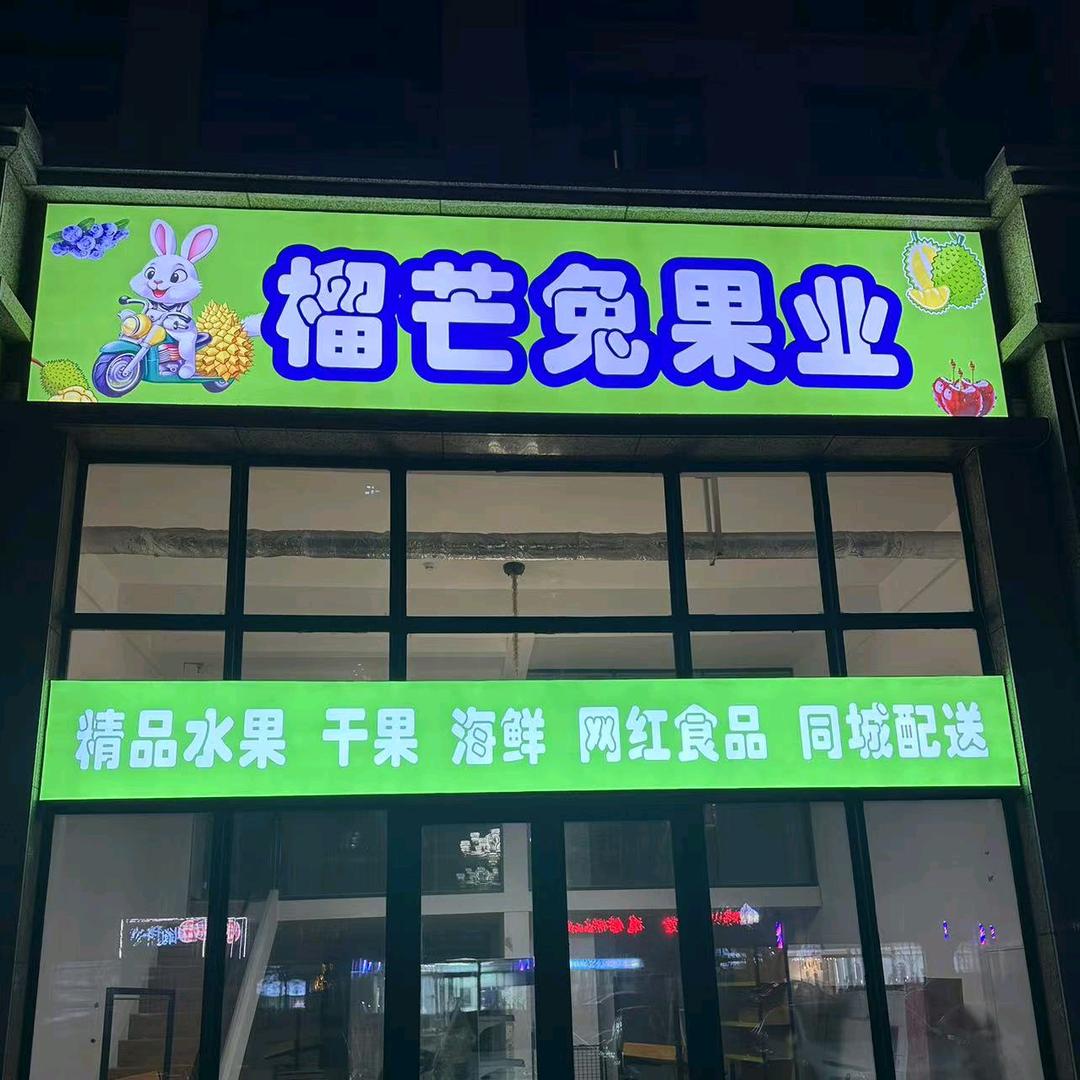 榴芒兔果业
精品水果 干果 海鲜 网红食品 同城配送